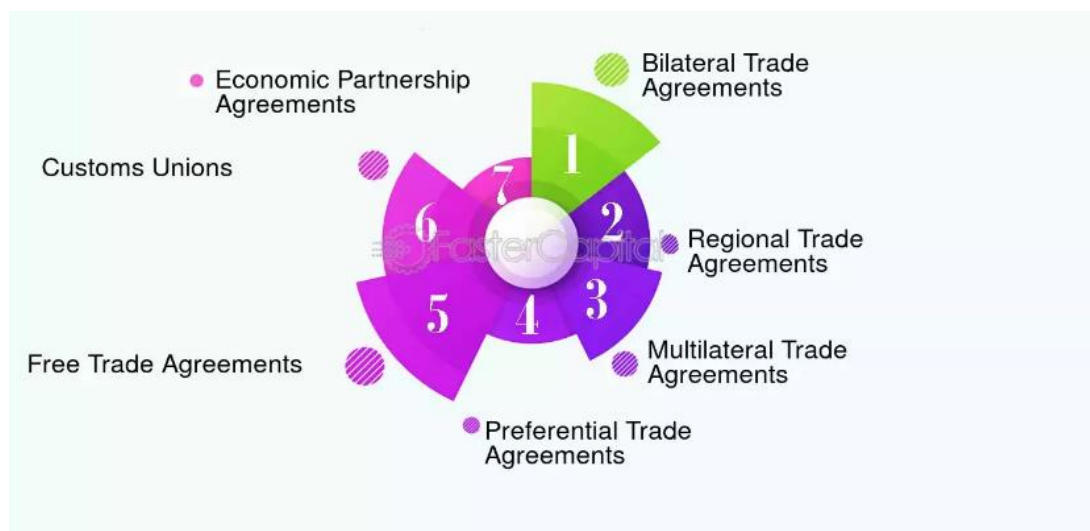 Economic Partnership
Agreements
Bilateral Trade
Agreements
Customs Unions
1
7
6
2
Regional Trade
Agreements
FasterCapital
5
4
3
Free Trade Agreements
Multilateral Trade
Agreements
Preferential Trade
Agreements